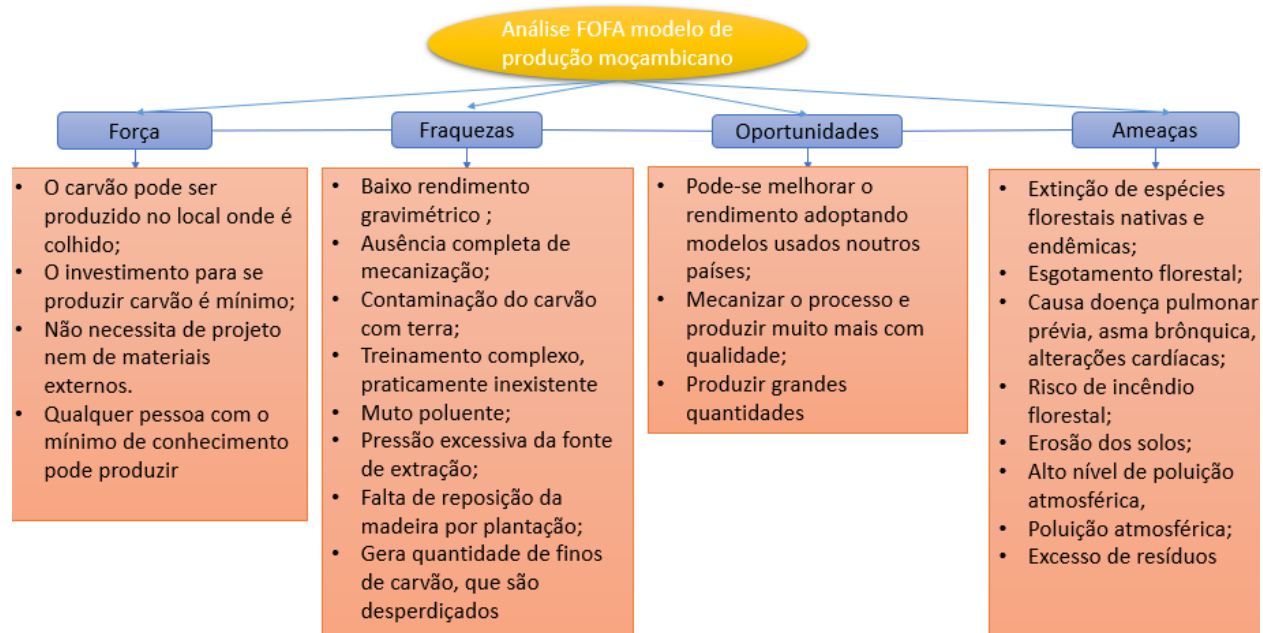 Análise FOFA modelo de
produção moçambicano
Força
• O carvão pode ser
produzido no local onde é
colhido;
• O investimento para se
produzir carvão é mínimo;
• Não necessita de projeto
nem de materiais
externos.
• Qualquer pessoa com o
mínimo de conhecimento
pode produzir
Fraquezas
• Baixo rendimento
gravimétrico ;
• Ausência completa de
mecanização;
• Contaminação do carvão
com terra;
• Treinamento complexo,
praticamente inexistente
• Muto poluente;
• Pressão excessiva da fonte
de extração;
• Falta de reposição da
madeira por plantação;
• Gera quantidade de finos
de carvão, que são
desperdiçados
Oportunidades
• Pode-se melhorar o
rendimento adoptando
modelos usados noutros
países;
• Mecanizar o processo e
produzir muito mais com
qualidade;
• Produzir grandes
quantidades
Ameaças
• Extinção de espécies
florestais nativas e
endêmicas;
• Esgotamento florestal;
• Causa doença pulmonar
prévia, asma brônquica,
alterações cardíacas;
• Risco de incêndio
florestal;
• Erosão dos solos;
• Alto nível de poluição
atmosférica,
• Poluição atmosférica;
• Excesso de resíduos